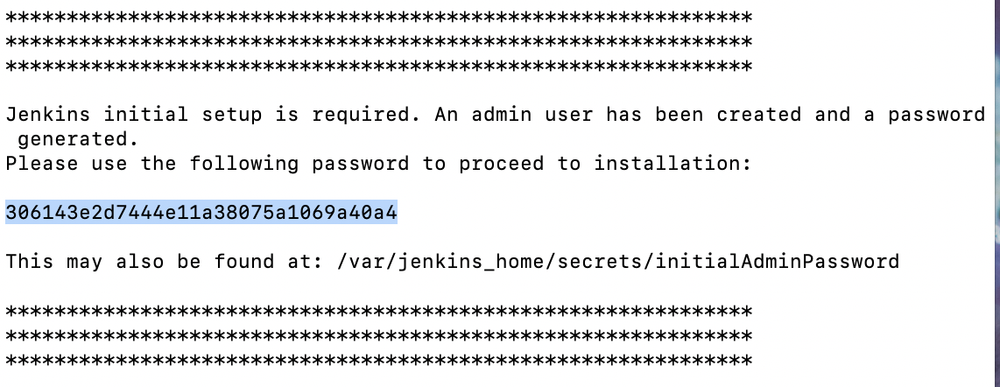 *************************************************************
*************************************************************
*************************************************************
Jenkins initial setup is required. An admin user has been created and a password
generated.
Please use the following password to proceed to installation:
306143e2d7444e11a38075a1069a40a4
This may also be found at: /var/jenkins_home/secrets/initialAdminPassword
*************************************************************
*************************************************************
*************************************************************